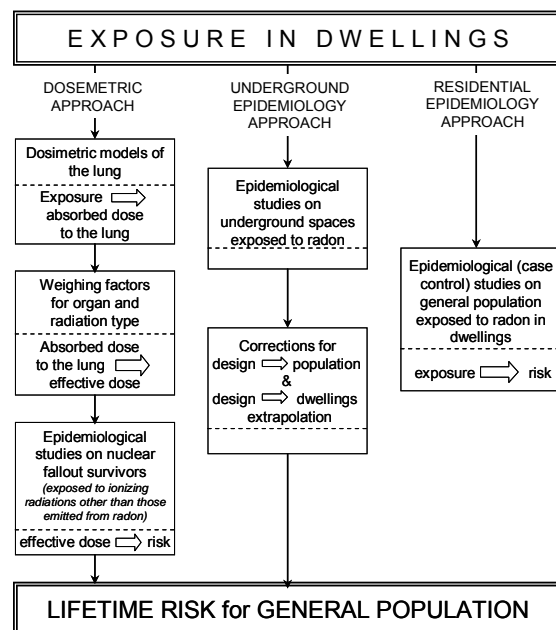 EXPOSURE IN DWELLINGS
DOSEMETRIC
APPROACH
Dosimetric models of
the lung
Exposure
absorbed dose
to the lung
Weighing factors
for organ and
radiation type
Absorbed dose
to the lung
effective dose
Epidemiological
studies on nuclear
fallout survivors
(exposed to ionizing
radiations other than those
emitted from radon)
effective dose risk
UNDERGROUND
EPIDEMIOLOGY
APPROACH
Epidemiological
studies on
underground spaces
exposed to radon
Corrections for
design population
&
design dwellings
extrapolation
RESIDENTIAL
EPIDEMIOLOGY
APPROACH
Epidemiological (case
control) studies on
general population
exposed to radon in
dwellings
exposure risk
LIFETIME RISK for GENERAL POPULATION